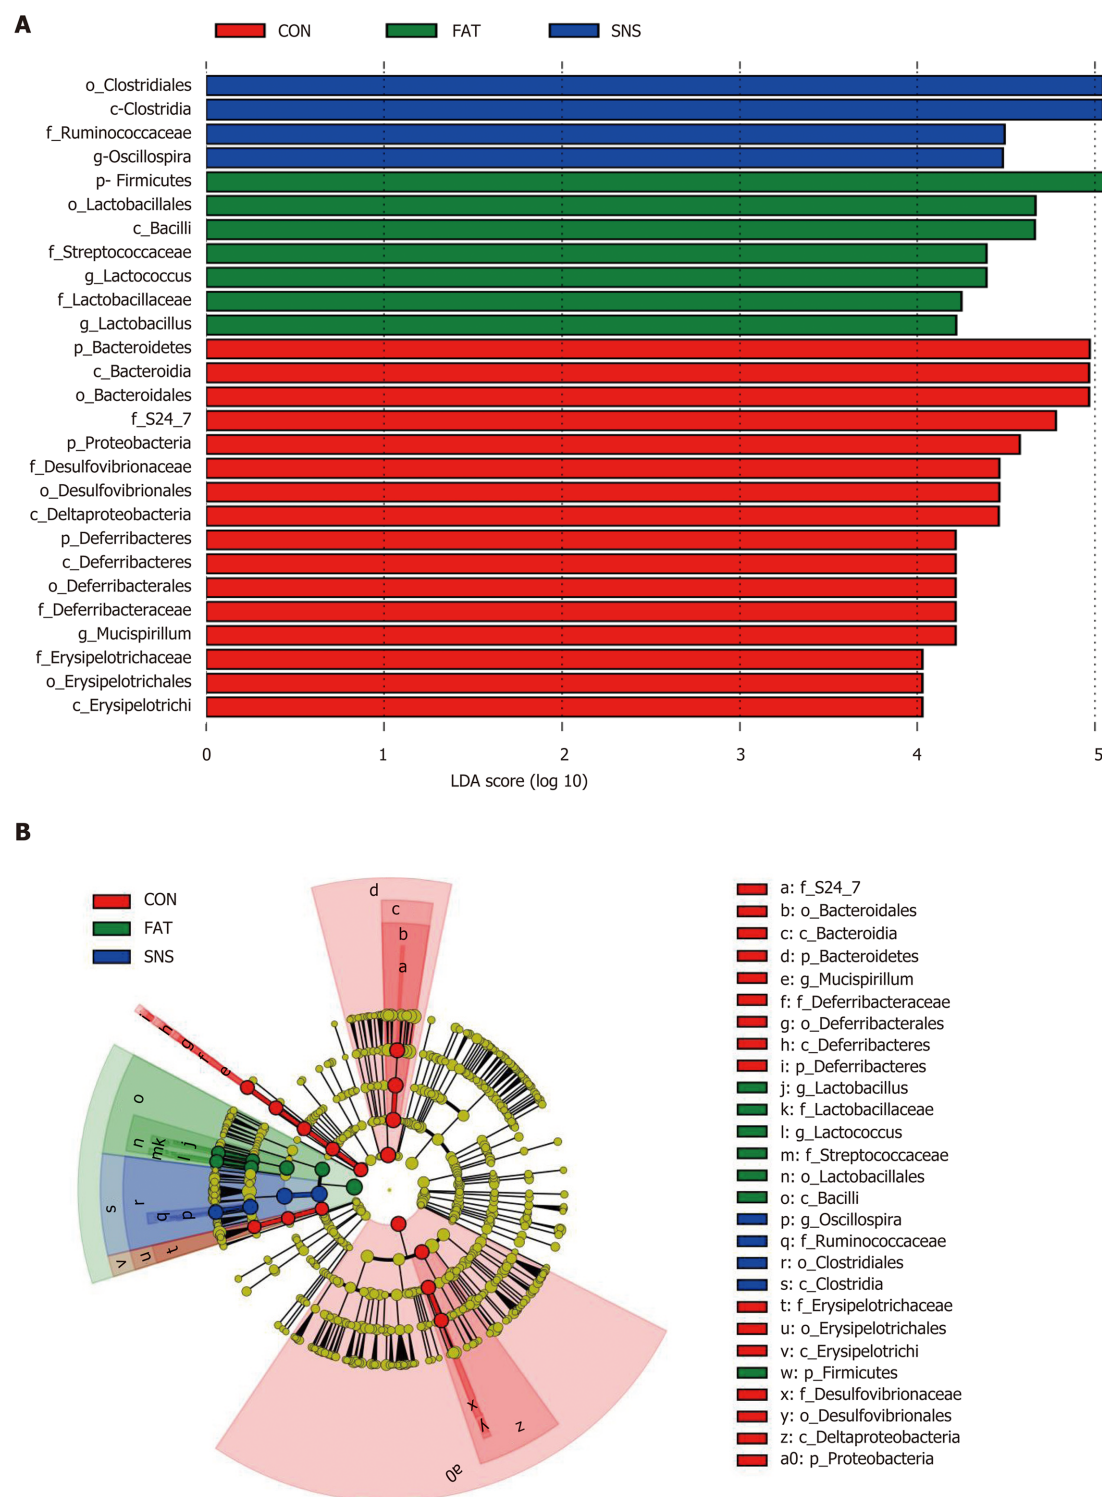 A
CON FAT SNS
o_Clostridiales
c-Clostridia
f_Ruminococcaceae
g-Oscillospira
p- Firmicutes
o_Lactobacillales
c_Bacilli
f_Streptococcaceae
g_Lactococcus
f_Lactobacillaceae
g_Lactobacillus
p_Bacteroidetes
c_Bacteroidia
o_Bacteroidales
f_S24_7
p_Proteobacteria
f_Desulfovibrionaceae
o_Desulfovibrionales
c_Deltaproteobacteria
p_Deferribacteres
c_Deferribacteres
o_Deferribacterales
f_Deferribacteraceae
g_Mucispirillum
f_Erysipelotrichaceae
o_Erysipelotrichales
c_Erysipelotrichi
0 1 2 3 4 5
LDA score (log 10)
B
CON
FAT
SNS
d
c
b
a
i
h
g
f
e
o
n
m
k
l
j
s
r
q
p
v
u
t
x
y
z
a0
a: f_S24_7
b: o_Bacteroidales
c: c_Bacteroidia
d: p_Bacteroidetes
e: g_Mucispirillum
f: f_Deferribacteraceae
g: o_Deferribacterales
h: c_Deferribacteres
i: p_Deferribacteres
j: g_Lactobacillus
k: f_Lactobacillaceae
l: g_Lactococcus
m: f_Streptococcaceae
n: o_Lactobacillales
o: c_Bacilli
p: g_Oscillospira
q: f_Ruminococcaceae
r: o_Clostridiales
s: c_Clostridia
t: f_Erysipelotrichaceae
u: o_Erysipelotrichales
v: c_Erysipelotrichi
w: p_Firmicutes
x: f_Desulfovibrionaceae
y: o_Desulfovibrionales
z: c_Deltaproteobacteria
a0: p_Proteobacteria